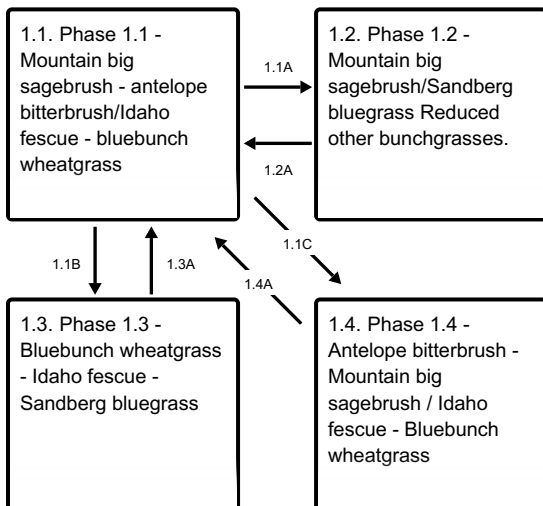 1.1. Phase 1.1 -
Mountain big
sagebrush - antelope
bitterbrush/Idaho
fescue - bluebunch
wheatgrass
1.1A
1.2. Phase 1.2 -
Mountain big
sagebrush/Sandberg
bluegrass Reduced
other bunchgrasses.
1.2A
1.1B
1.3A
1.4A
1.1C
1.3. Phase 1.3 -
Bluebunch wheatgrass
- Idaho fescue -
Sandberg bluegrass
1.4. Phase 1.4 -
Antelope bitterbrush -
Mountain big
sagebrush / Idaho
fescue - Bluebunch
wheatgrass